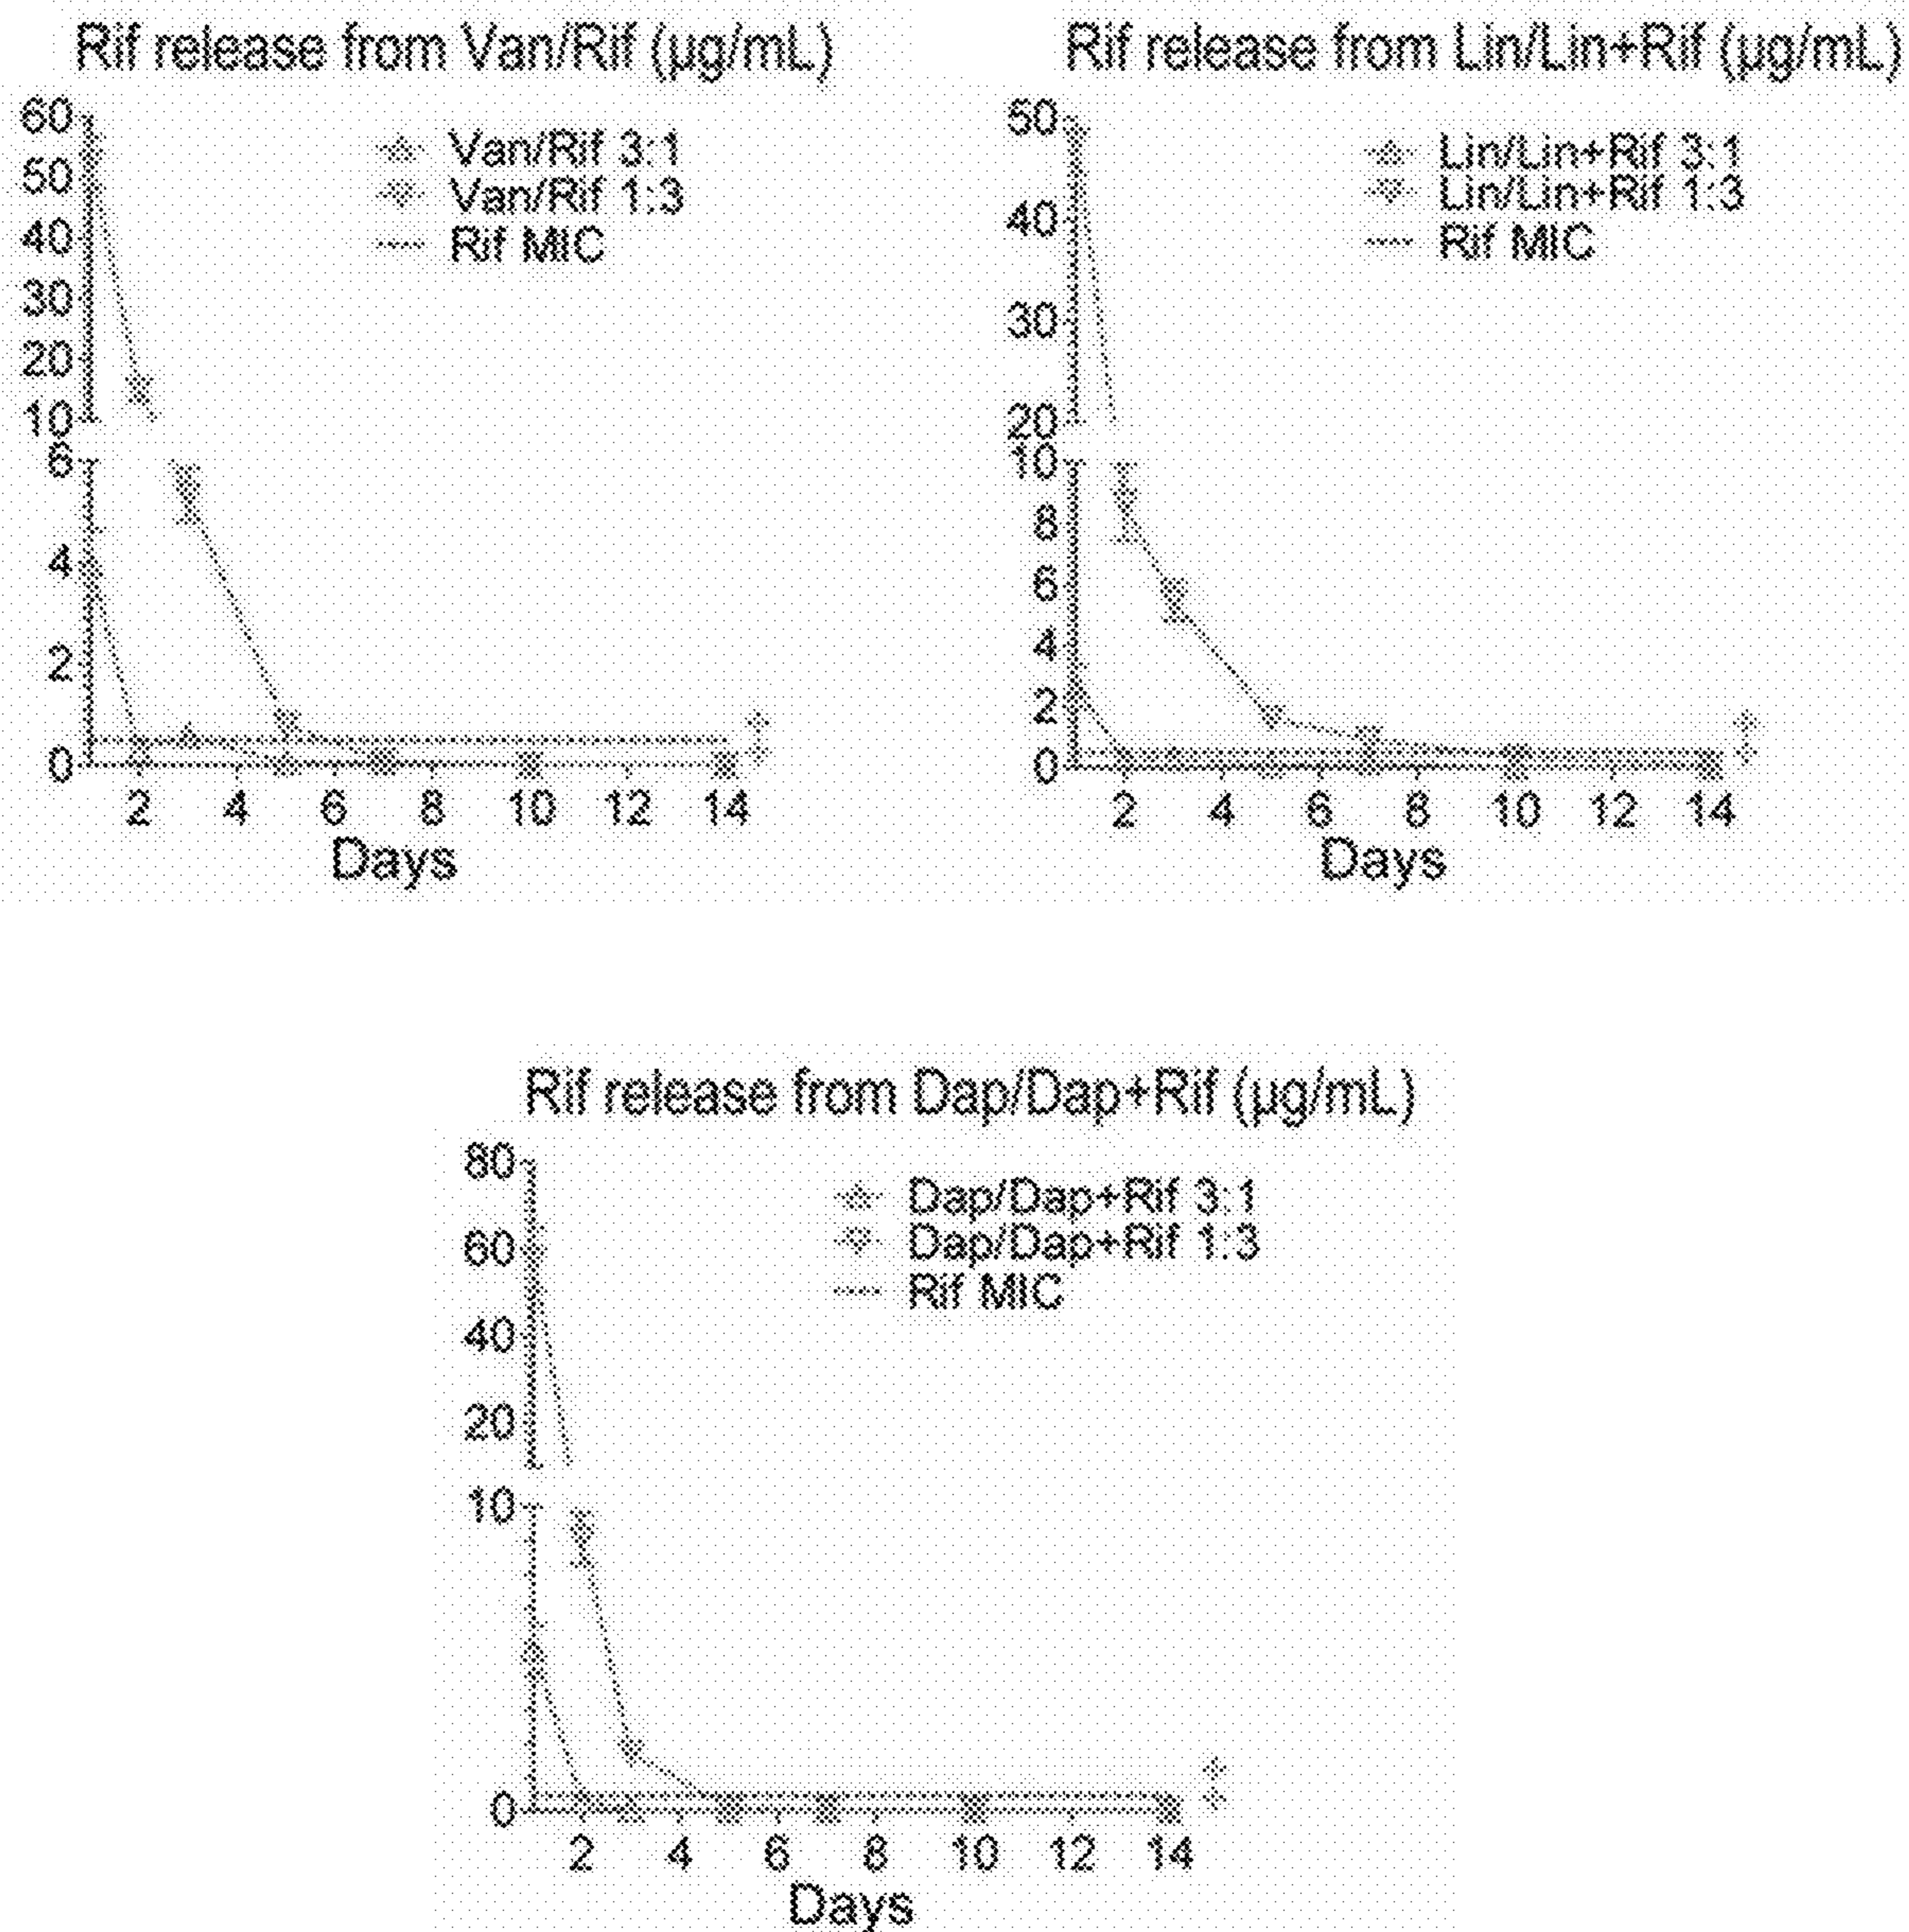 Rif release from Van/Rif (µg/mL)
60
50
40
30
20
10
6
4
2
0
Van/Rif 3:1
Van/Rif 1:3
Rif MIC
2 4 6 8 10 12 14
Days
Rif release from Lin/Lin+Rif (µg/mL)
50
40
30
20
10
8
6
4
2
0
Lin/Lin+Rif 3:1
Lin/Lin+Rif 1:3
Rif MIC
2 4 6 8 10 12 14
Days
Rif release from Dap/Dap+Rif (µg/mL)
80
60
40
20
10
0
Dap/Dap+Rif 3:1
Dap/Dap+Rif 1:3
Rif MIC
2 4 6 8 10 12 14
Days